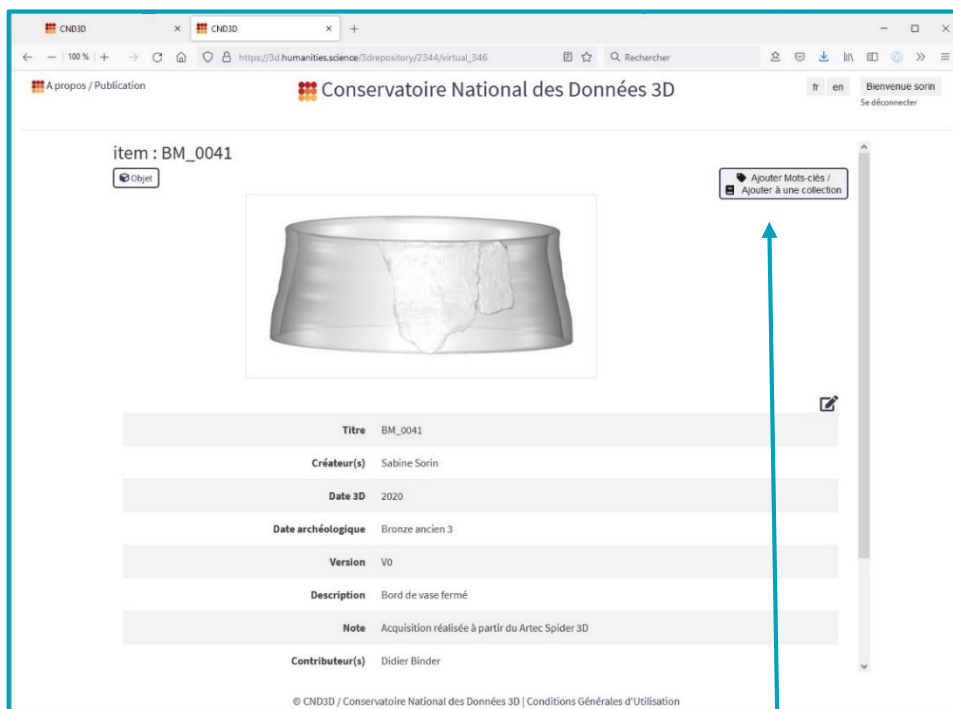 CND3D
CND3D
100 %
https://3d.humanities.science/3drepository/2344/virtual_346
Rechercher
A propos / Publication
Conservatoire National des Données 3D
fr en
Bienvenue sorin
Se déconnecter
item : BM_0041
Objet
Ajouter Mots-clés /
Ajouter à une collection
Titre BM_0041
Créateur(s) Sabine Sorin
Date 3D 2020
Date archéologique Bronze ancien 3
Version V0
Description Bord de vase fermé
Note Acquisition réalisée à partir du Artec Spider 3D
Contributeur(s) Didier Binder
© CND3D / Conservatoire National des Données 3D | Conditions Générales d'Utilisation